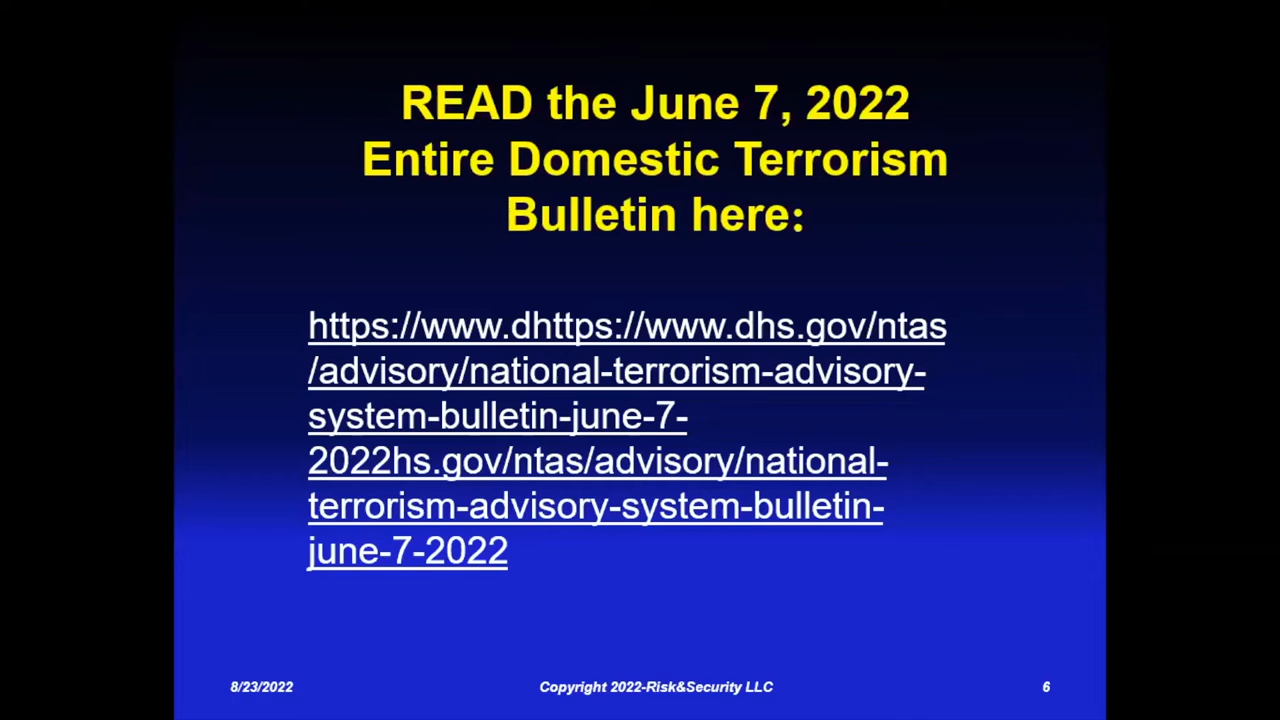 READ the June 7, 2022
Entire Domestic Terrorism
Bulletin here:
https://www.dhttps://www.dhs.gov/ntas
/advisory/national-terrorism-advisory-
system-bulletin-june-7-
2022hs.gov/ntas/advisory/national-
terrorism-advisory-system-bulletin-
june-7-2022
8/23/2022
Copyright 2022-Risk&Security LLC
6